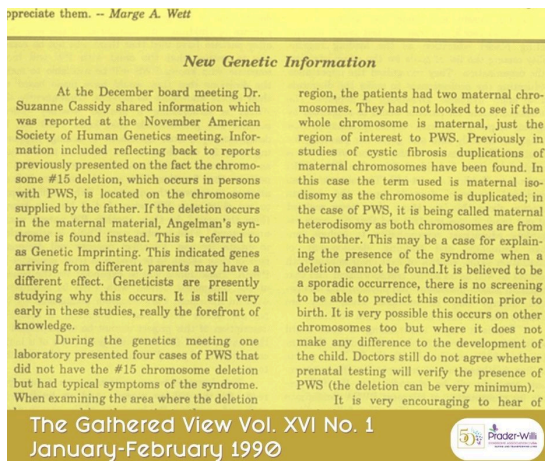 ppreciate them. -- Marge A. Wett
New Genetic Information
At the December board meeting Dr.
Suzanne Cassidy shared information which
was reported at the November American
Society of Human Genetics meeting. Infor-
mation included reflecting back to reports
previously presented on the fact the chromo-
some #15 deletion, which occurs in persons
with PWS, is located on the chromosome
supplied by the father. If the deletion occurs
in the maternal material, Angelman's syn-
drome is found instead. This is referred to
as Genetic Imprinting. This indicated genes
arriving from different parents may have a
different effect. Geneticists are presently
studying why this occurs. It is still very
early in these studies, really the forefront of
knowledge.
During the genetics meeting one
laboratory presented four cases of PWS that
did not have the #15 chromosome deletion
but had typical symptoms of the syndrome.
When examining the area where the deletion
region, the patients had two maternal chro-
mosomes. They had not looked to see if the
whole chromosome is maternal, just the
region of interest to PWS. Previously in
studies of cystic fibrosis duplications of
maternal chromosomes have been found. In
this case the term used is maternal iso-
disomy as the chromosome is duplicated; in
the case of PWS, it is being called maternal
heterodisomy as both chromosomes are from
the mother. This may be a case for explain-
ing the presence of the syndrome when a
deletion cannot be found.It is believed to be
a sporadic occurrence, there is no screening
to be able to predict this condition prior to
birth. It is very possible this occurs on other
chromosomes too but where it does not
make any difference to the development of
the child. Doctors still do not agree whether
prenatal testing will verify the presence of
PWS (the deletion can be very minimum).
It is very encouraging to hear of
The Gathered View Vol. XVI No. 1
January-February 1990
50
Prader-Willi